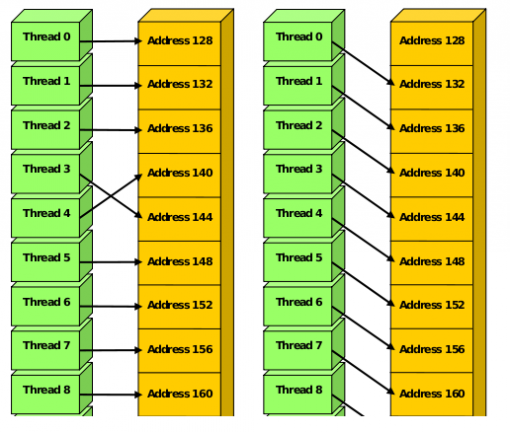 Thread 0
Address 128
Thread 1
Address 132
Thread 2
Address 136
Thread 3
Address 140
Thread 4
Address 144
Thread 5
Address 148
Thread 6
Address 152
Thread 7
Address 156
Thread 8
Address 160
Thread 0
Address 128
Thread 1
Address 132
Thread 2
Address 136
Thread 3
Address 140
Thread 4
Address 144
Thread 5
Address 148
Thread 6
Address 152
Thread 7
Address 156
Thread 8
Address 160